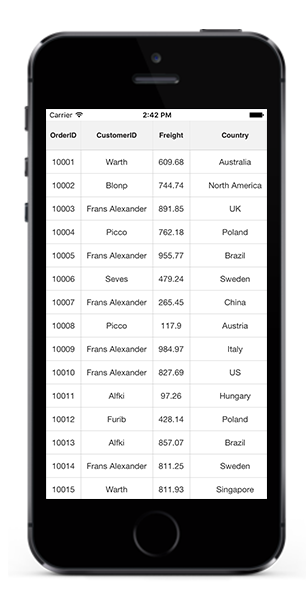 Carrier 2:42 PM
OrderID CustomerID Freight Country
10001 Warth 609.68 Australia
10002 Blonp 744.74 North America
10003 Frans Alexander 891.85 UK
10004 Picco 762.18 Poland
10005 Frans Alexander 955.77 Brazil
10006 Seves 479.24 Sweden
10007 Frans Alexander 265.45 China
10008 Picco 117.9 Austria
10009 Frans Alexander 984.97 Italy
10010 Frans Alexander 827.69 US
10011 Alfki 97.26 Hungary
10012 Furib 428.14 Poland
10013 Alfki 857.07 Brazil
10014 Frans Alexander 811.25 Sweden
10015 Warth 811.93 Singapore